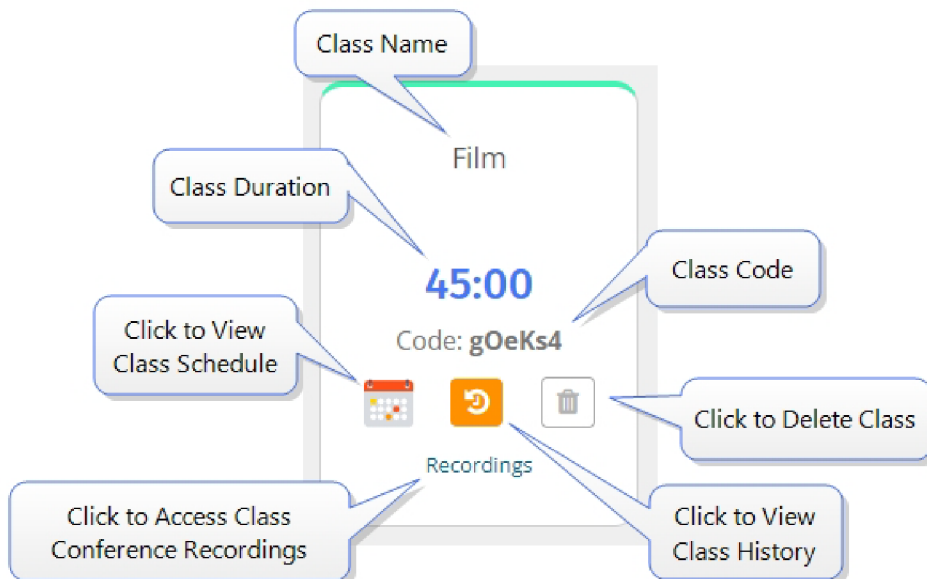 Class Name
Film
Class Duration
45:00
Class Code
Code: gOeKs4
Click to View
Class Schedule
Click to Delete Class
Recordings
Click to Access Class
Conference Recordings
Click to View
Class History